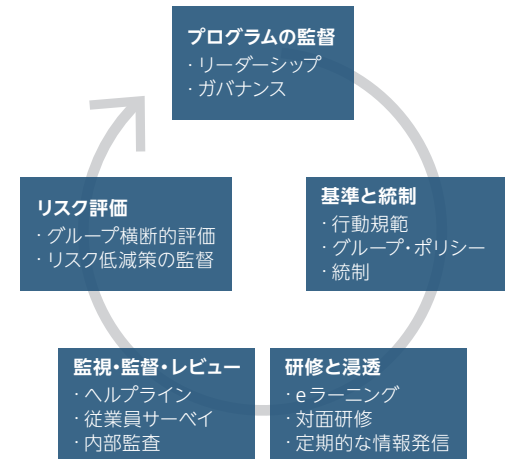 プログラムの監督
· リーダーシップ
· ガバナンス
基準と統制
· 行動規範
· グループ・ポリシー
· 統制
リスク評価
· グループ横断的評価
· リスク低減策の監督
監視・監督・レビュー
· ヘルプライン
· 従業員サーベイ
· 内部監査
研修と浸透
· eラーニング
· 対面研修
· 定期的な情報発信